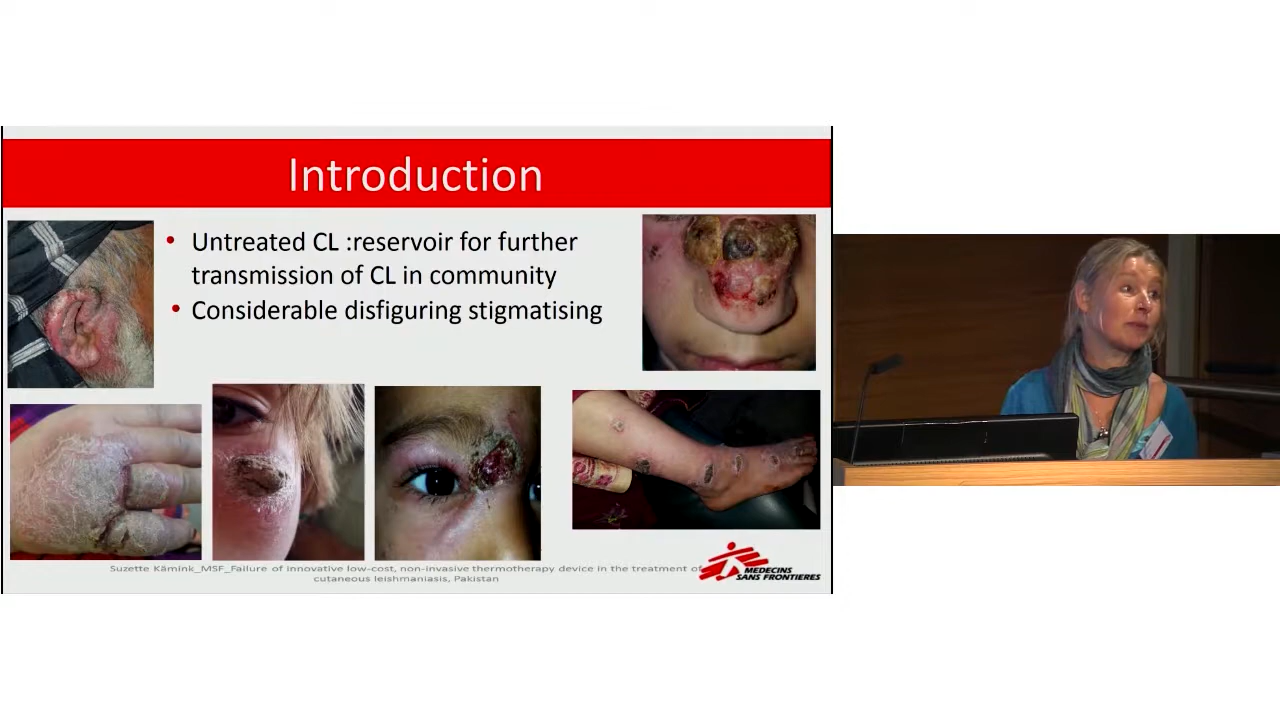 Introduction
• Untreated CL :reservoir for further
transmission of CL in community
• Considerable disfiguring stigmatising
Suzette Kämink_MSF_Failure of innovative low-cost, non-invasive thermotherapy device in the treatment of
cutaneous leishmaniasis, Pakistan
MEDECINS
SANS FRONTIERES